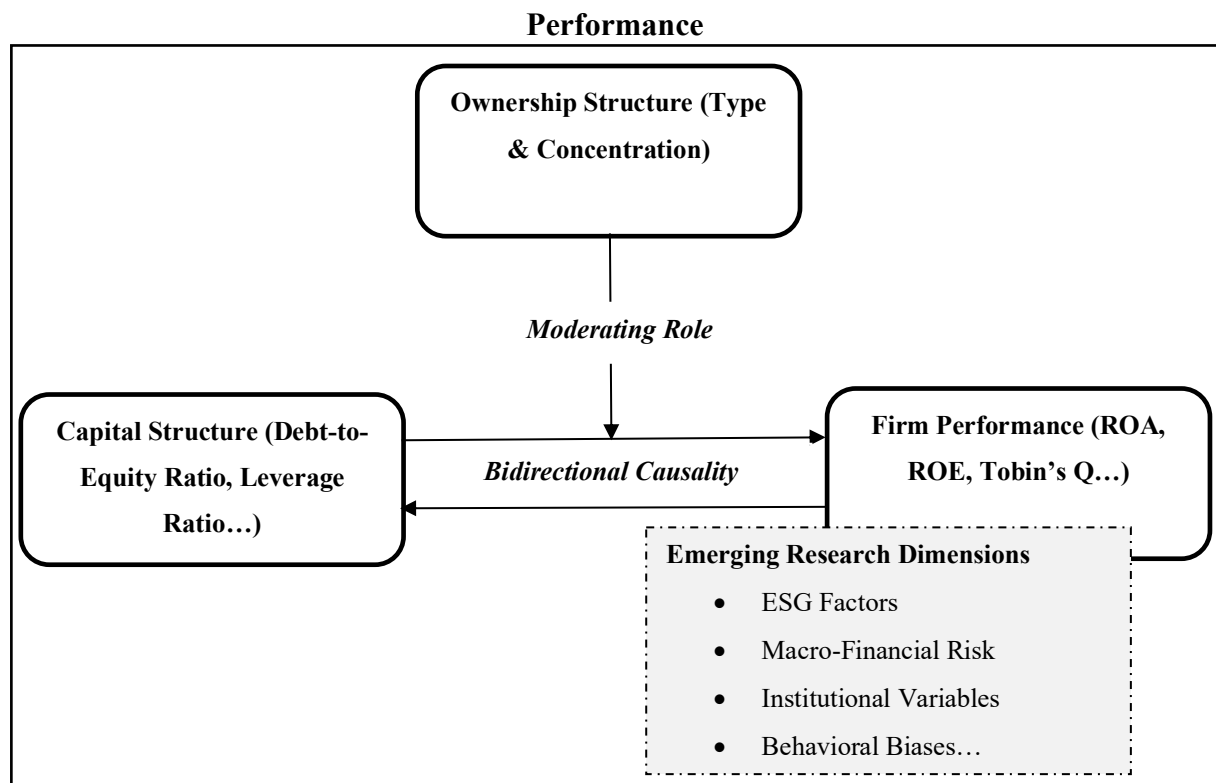 Performance
Ownership Structure (Type
& Concentration)
Moderating Role
Capital Structure (Debt-to-
Equity Ratio, Leverage
Ratio…)
Bidirectional Causality
Firm Performance (ROA,
ROE, Tobin’s Q…)
Emerging Research Dimensions
• ESG Factors
• Macro-Financial Risk
• Institutional Variables
• Behavioral Biases…